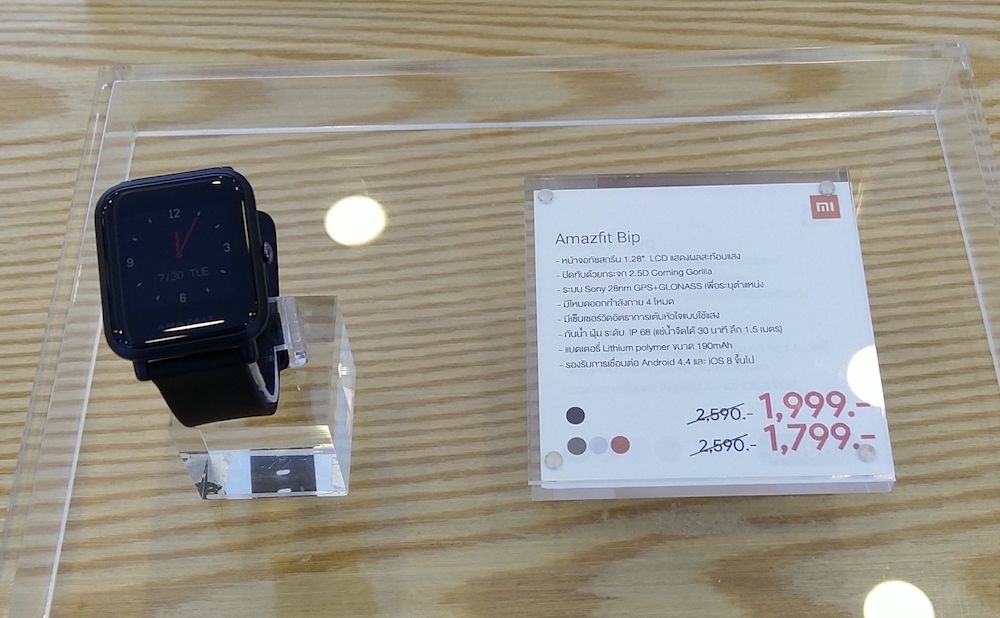 12
3
9
7/30 TUE
6
mi
Amazfit Bip
- หน้าจอทัชสกรีน 1.28" LCD แสดงผลสะท้อนแสง
- ปิดทับด้วยกระจก 2.5D Corning Gorilla
- ระบบ Sony 28nm GPS+GLONASS เพื่อระบุตำแหน่ง
- มีโหมดออกกำลังกาย 4 โหมด
- มีเซ็นเซอร์วัดอัตราการเต้นหัวใจแบบใช้แสง
- กันน้ำ ฝุ่น ระดับ IP 68 (แช่น้ำจืดได้ 30 นาที ลึก 1.5 เมตร)
- แบตเตอรี่ Lithium polymer ขนาด 190mAh
- รองรับการเชื่อมต่อ Android 4.4 และ iOS 8 ขึ้นไป
2,590.- 1,999.-
2,590.- 1,799.-